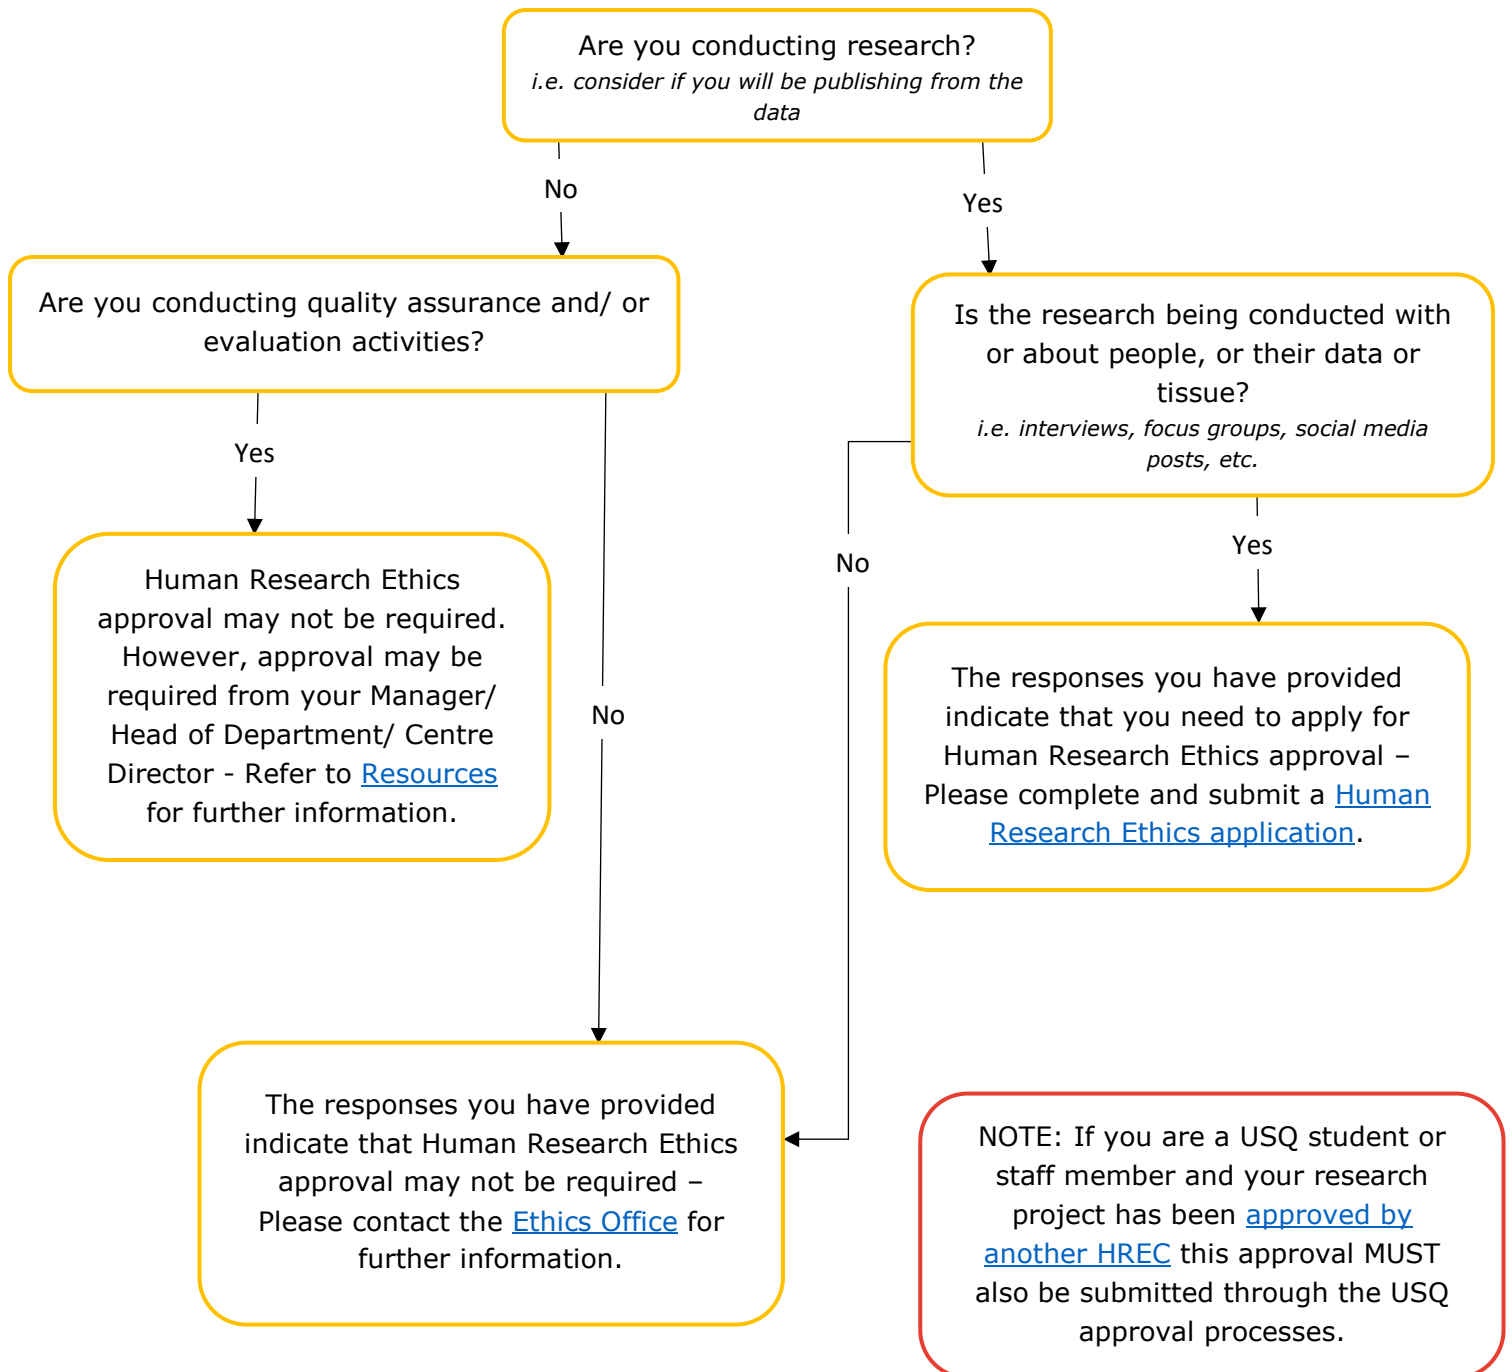 Are you conducting research?
i.e. consider if you will be publishing from the
data
No
Yes
Are you conducting quality assurance and/ or
evaluation activities?
Is the research being conducted with
or about people, or their data or
tissue?
i.e. interviews, focus groups, social media
posts, etc.
Yes
No
No
Yes
Human Research Ethics
approval may not be required.
However, approval may be
required from your Manager/
Head of Department/ Centre
Director - Refer to Resources
for further information.
The responses you have provided
indicate that you need to apply for
Human Research Ethics approval –
Please complete and submit a Human
Research Ethics application.
The responses you have provided
indicate that Human Research Ethics
approval may not be required –
Please contact the Ethics Office for
further information.
NOTE: If you are a USQ student or
staff member and your research
project has been approved by
another HREC this approval MUST
also be submitted through the USQ
approval processes.